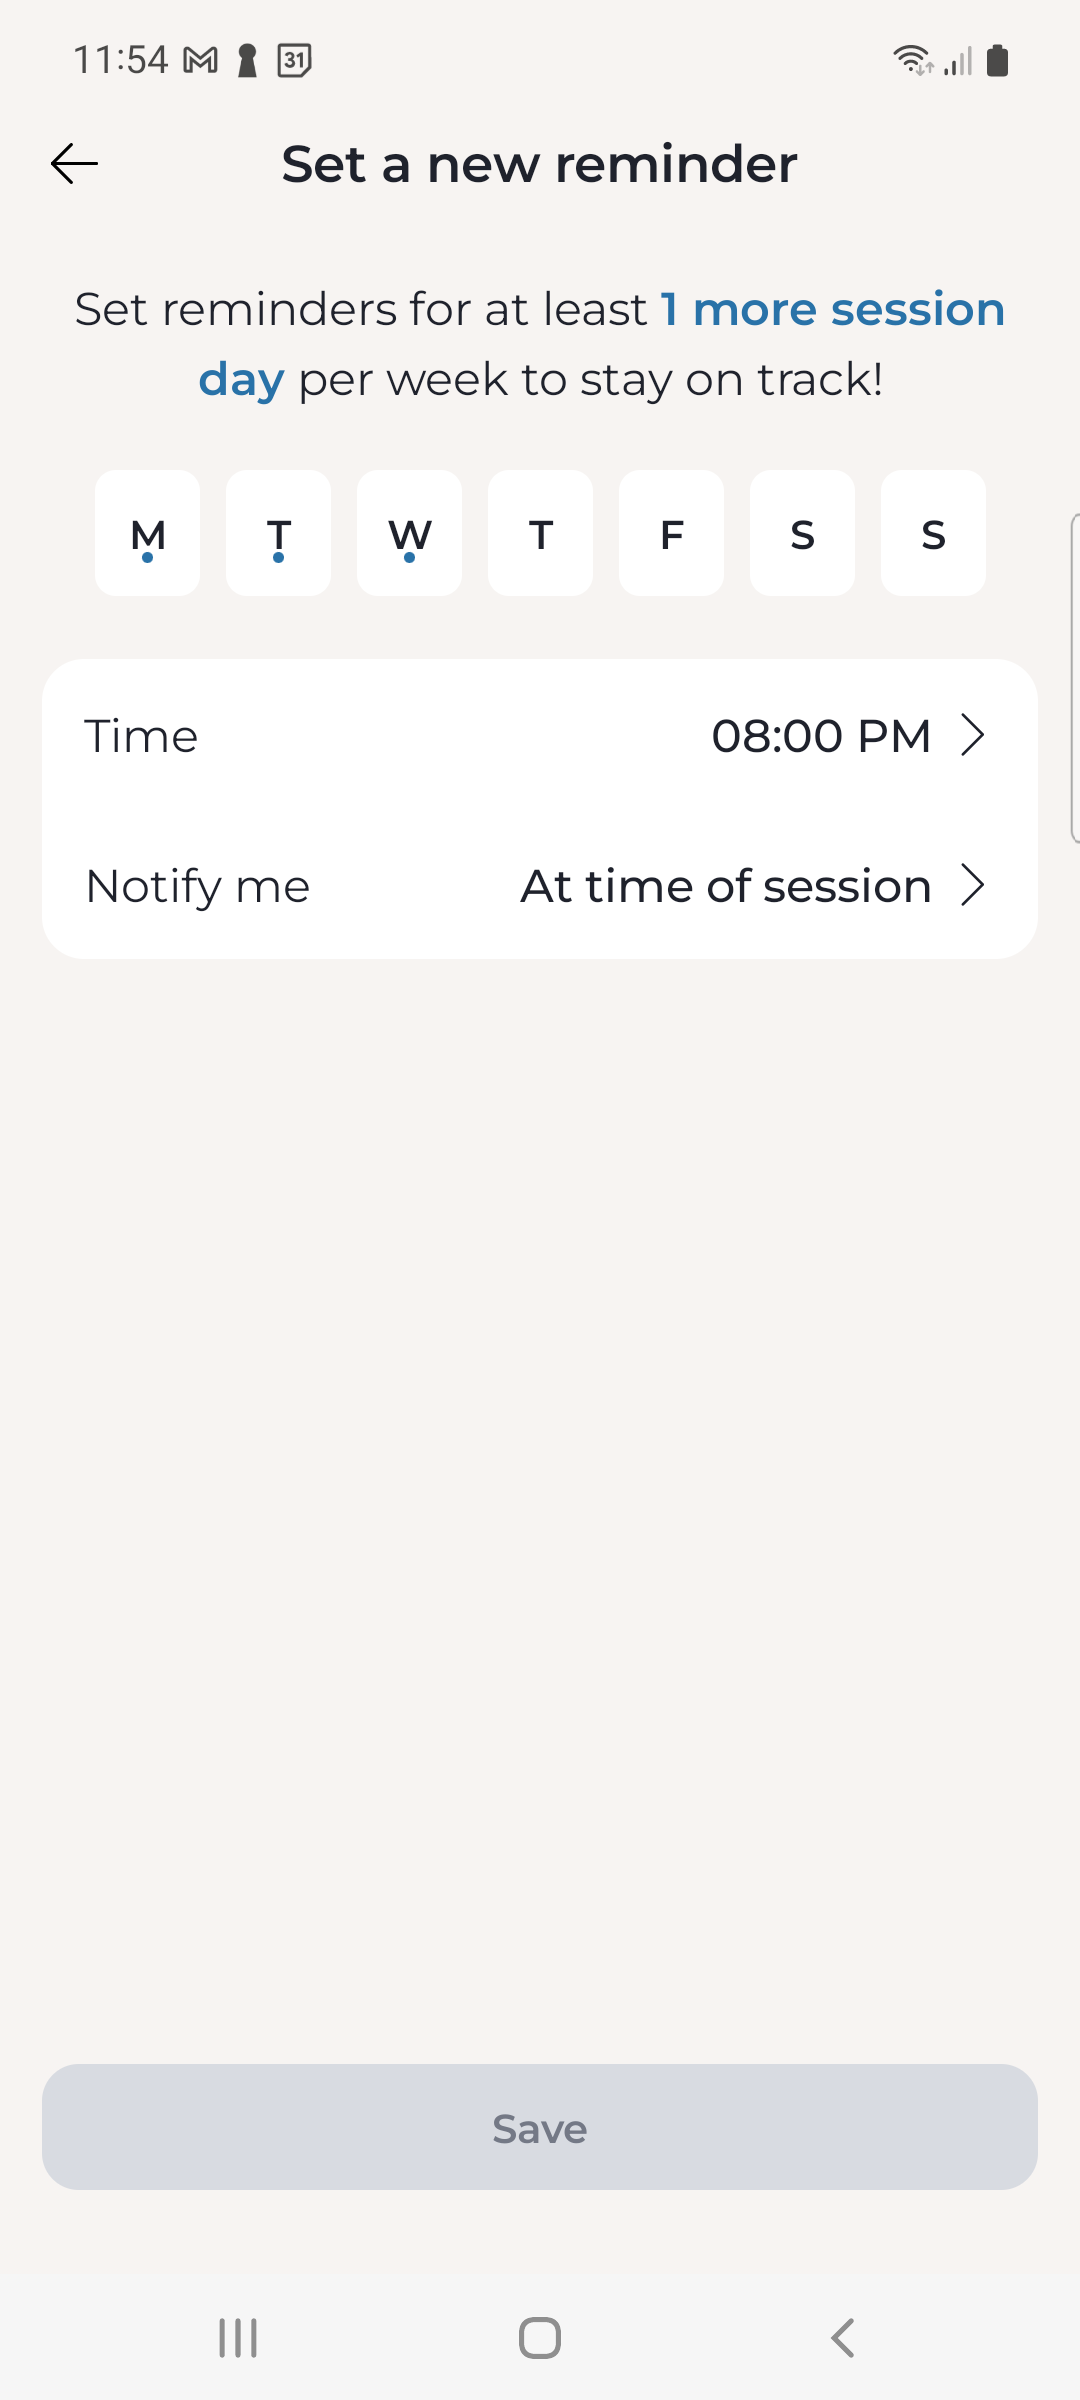 11:54
31
Set a new reminder
Set reminders for at least 1 more session
day per week to stay on track!
M T W T F S S
Time 08:00 PM
Notify me At time of session
Save